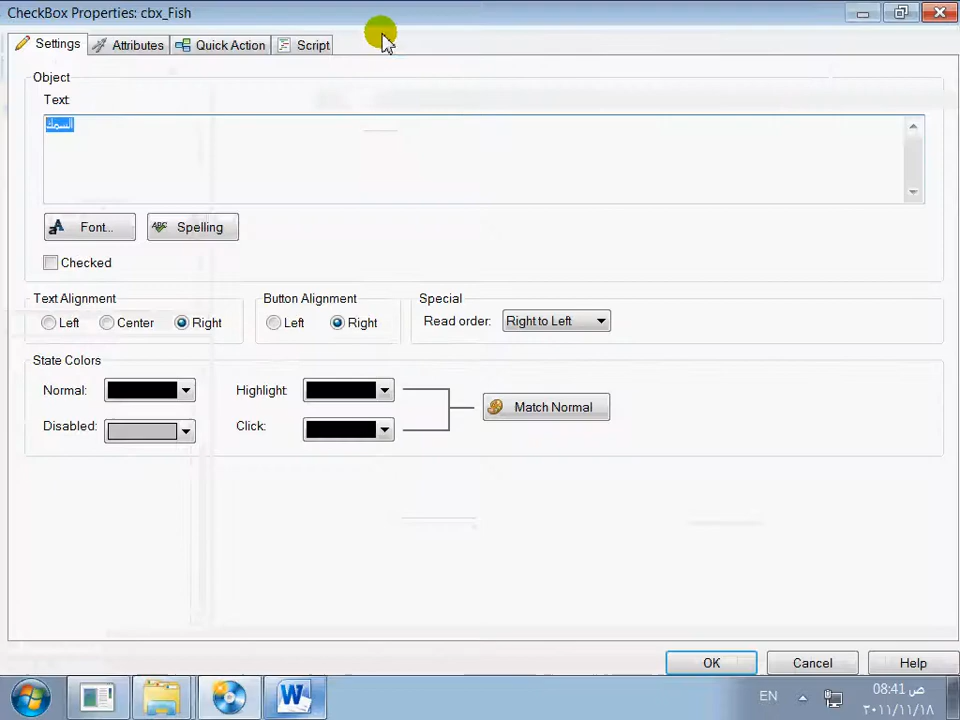 CheckBox Properties: cbx_Fish
Settings
Attributes
Quick Action
Script
Object
Text
السمك
Font...
Spelling
Checked
Text Alignment
Left
Center
Right
Button Alignment
Left
Right
Special
Read order:
Right to Left
State Colors
Normal:
Highlight:
Match Normal
Disabled:
Click:
OK
Cancel
Help
EN
08:41 ص
٢٠١١/١١/١٨